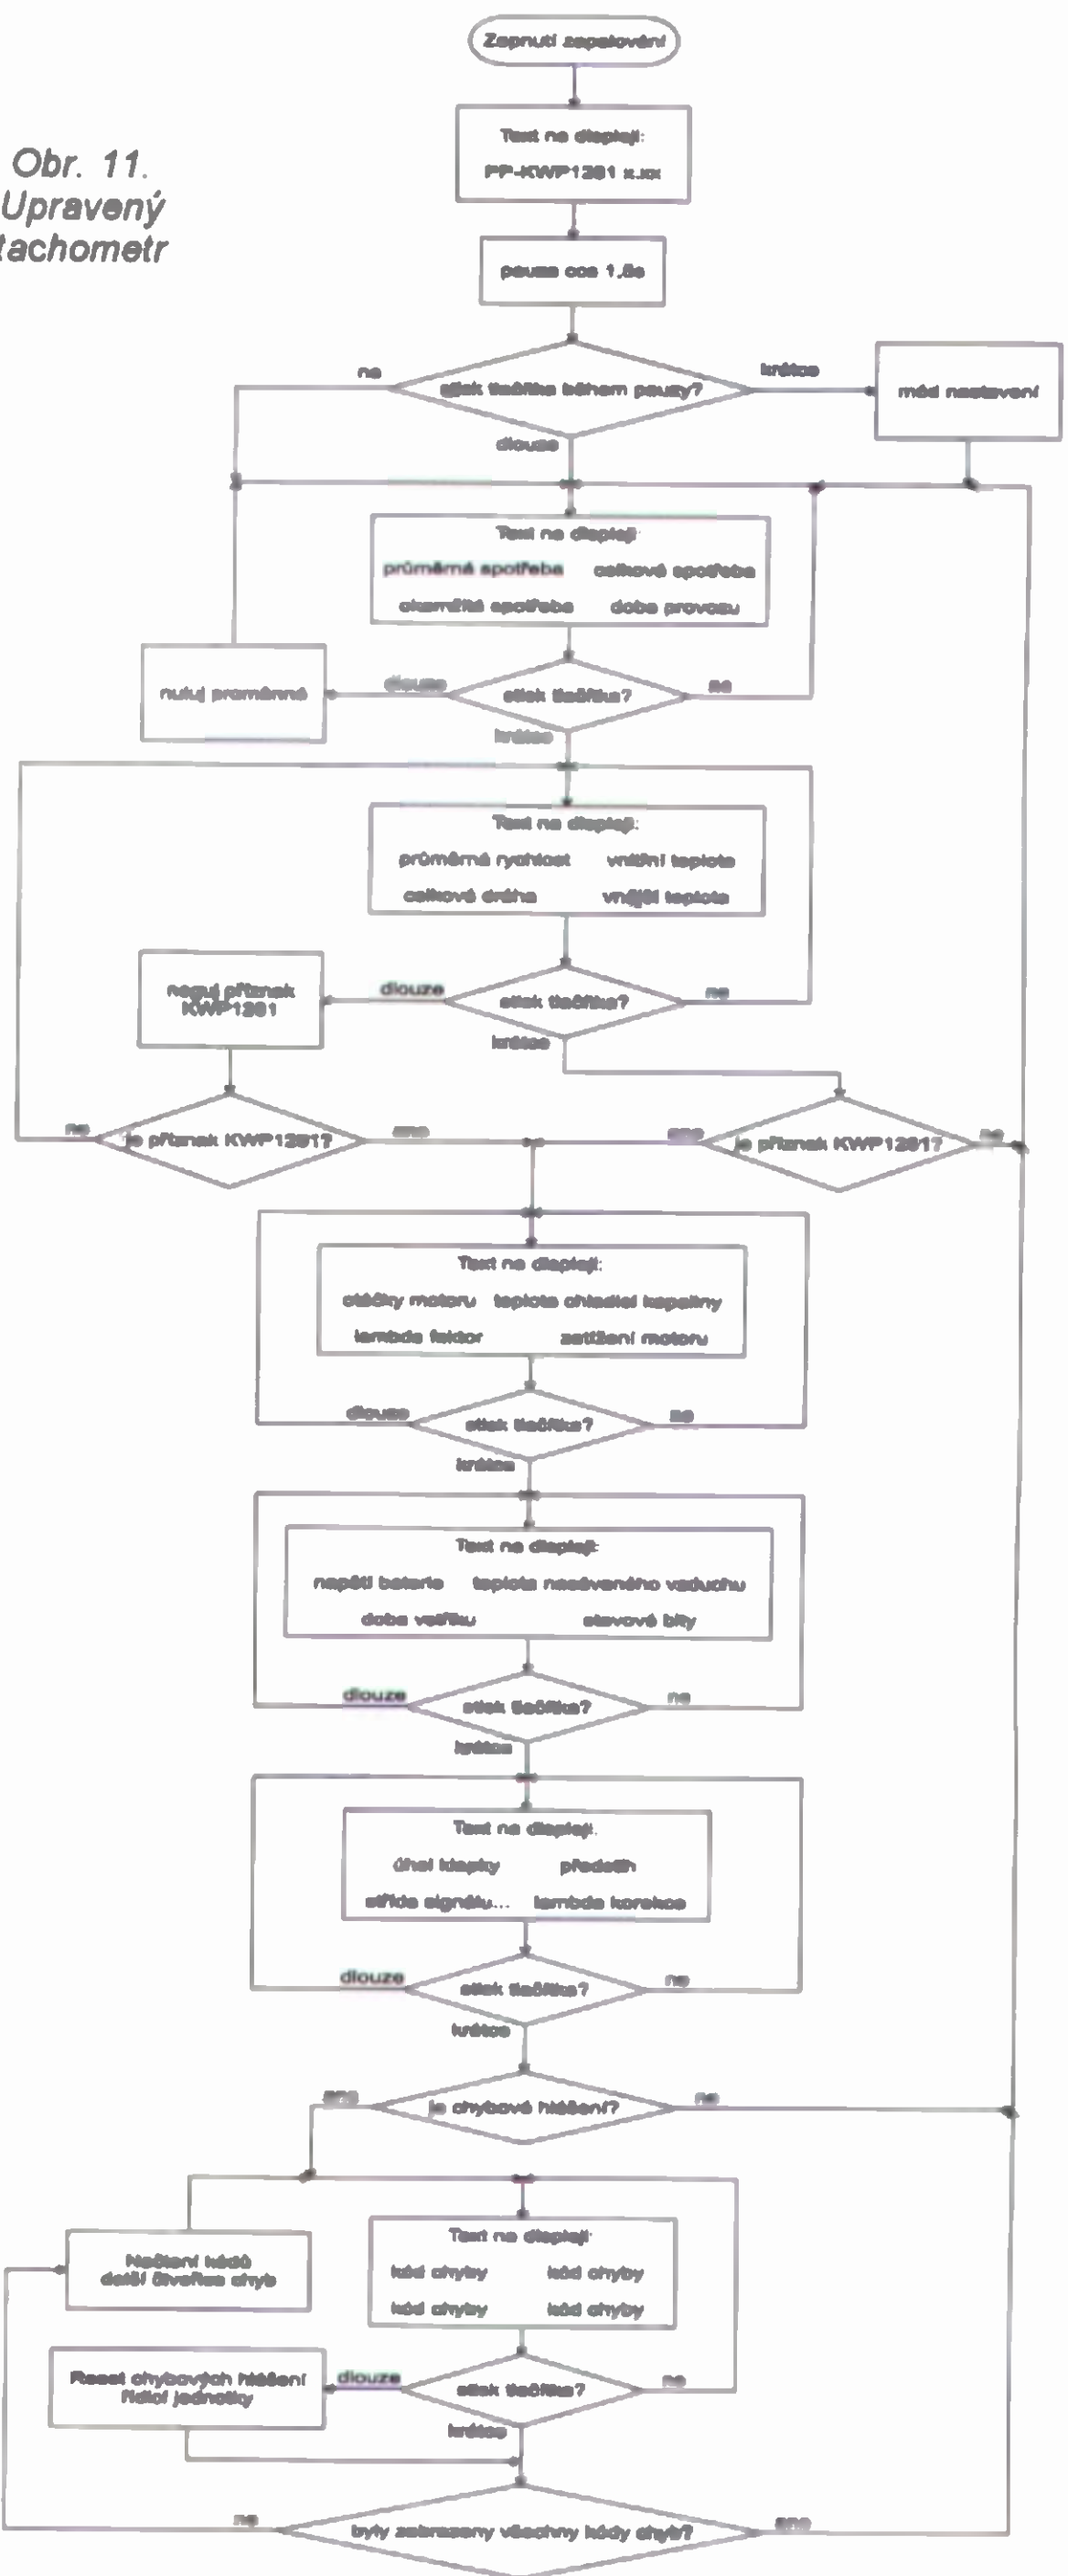 Zapnutí zapalování
Text na displeji:
PP-KWP1281 x.xx
Obr. 11.
Upravený
tachometr
pauza cca 1,5s
stisk tlačítka během pauzy?
ne
krátce
dlouze
mód nastavení
Text na displeji:
průměrná spotřeba celková spotřeba
okamžitá spotřeba doba provozu
nuluj proměnné
dlouze
stisk tlačítka?
ne
krátce
Text na displeji:
průměrná rychlost vnitřní teplota
celková dráha vnější teplota
neguj příznak
KWP1281
dlouze
stisk tlačítka?
ne
krátce
ne
je příznak KWP1281?
ane
ane
je příznak KWP1281?
ne
Text na displeji:
otáčky motoru teplota chladicí kapaliny
lambda faktor zatížení motoru
dlouze
stisk tlačítka?
ne
krátce
Text na displeji:
napětí baterie teplota nasávaného vzduchu
doba vstřiku stavové bity
dlouze
stisk tlačítka?
ne
krátce
Text na displeji:
úhel klapky předstih
střída signálu... lambda korekce
dlouze
stisk tlačítka?
ne
krátce
ano
je chybové hlášení?
ne
Načtení kódů
další čtveřice chyb
Text na displeji:
kód chyby kód chyby
kód chyby kód chyby
Reset chybových hlášení
řídicí jednotky
dlouze
stisk tlačítka?
ne
krátce
ne
byly zobrazeny všechny kódy chyb?
ano